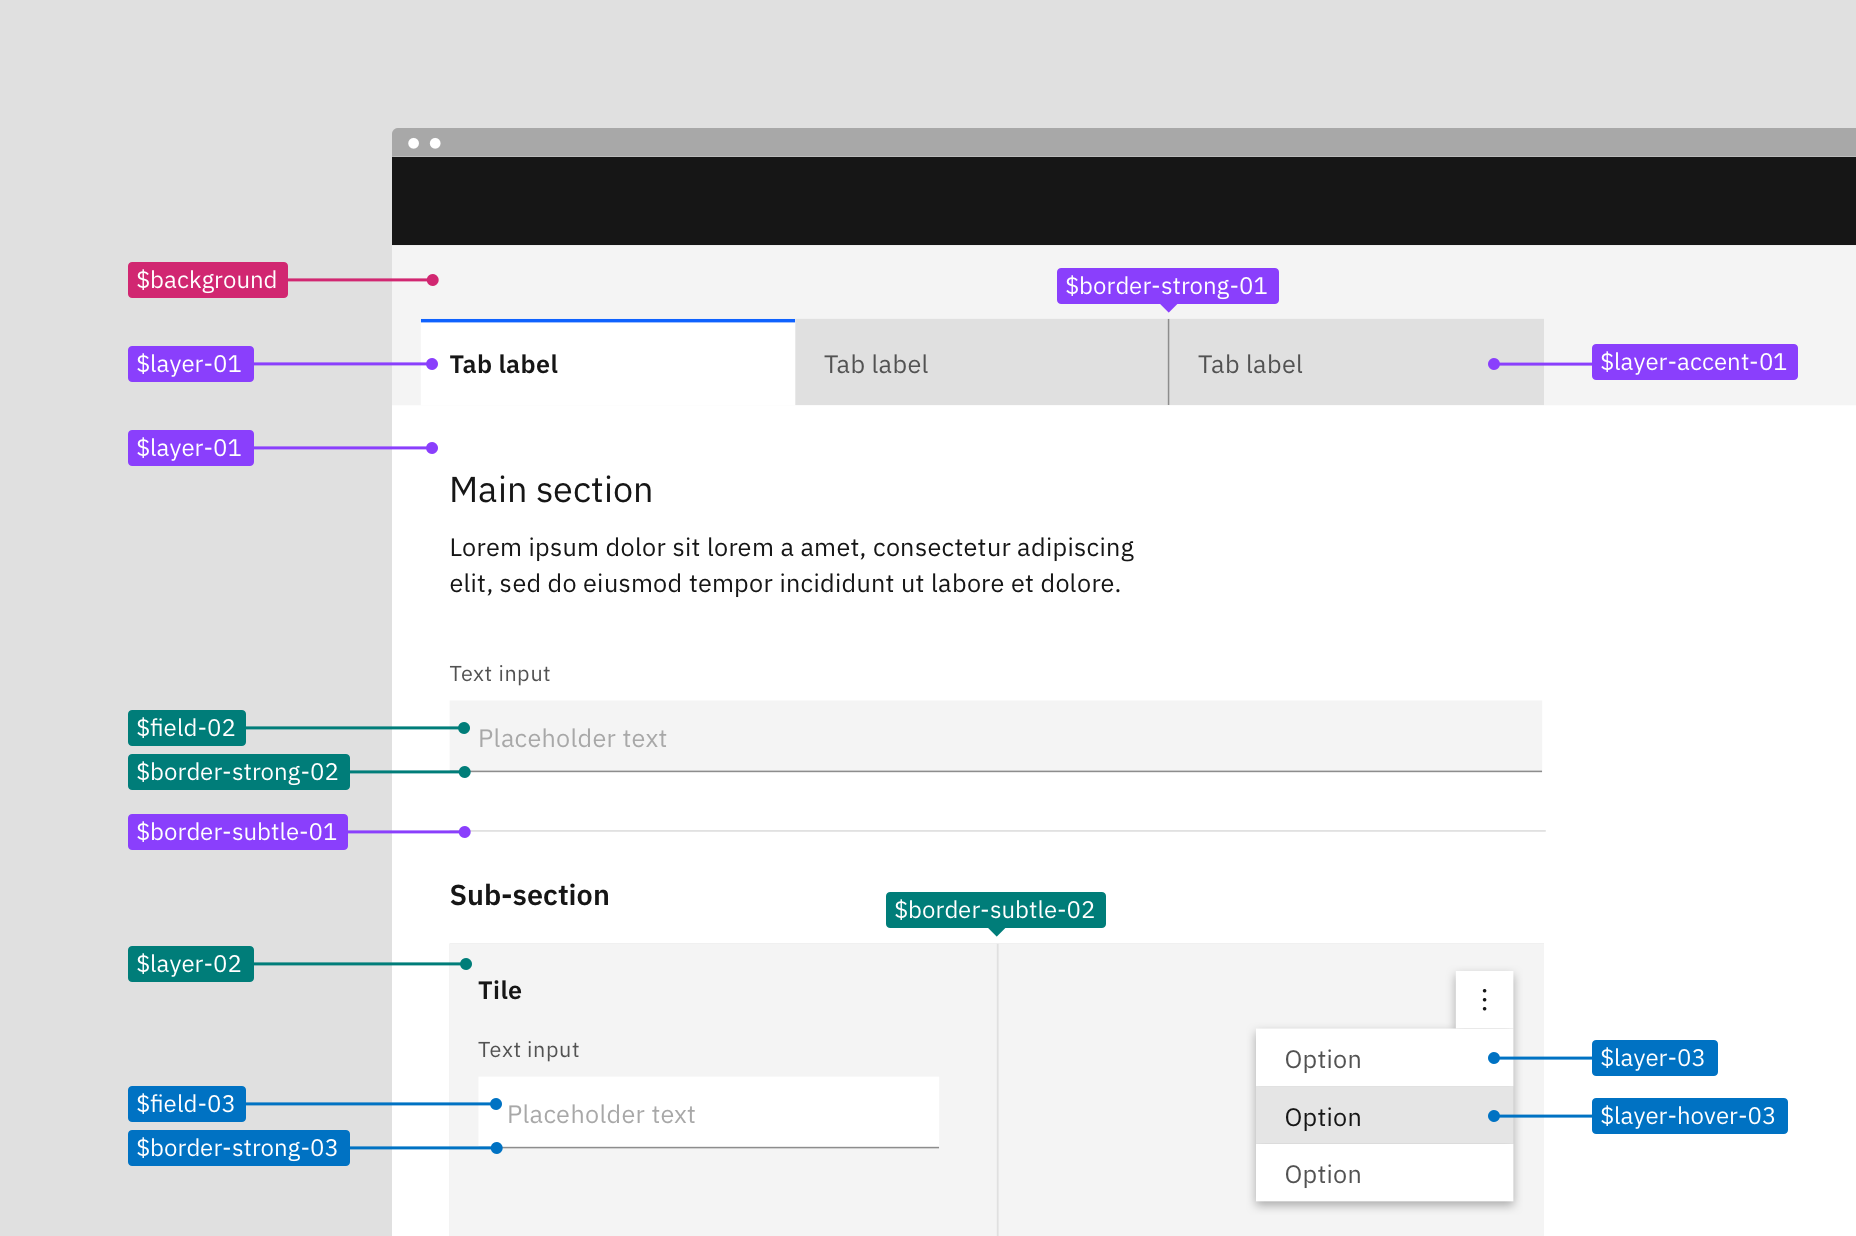 $background
$border-strong-01
$layer-01
Tab label
Tab label
Tab label
$layer-accent-01
$layer-01
Main section
Lorem ipsum dolor sit lorem a amet, consectetur adipiscing
elit, sed do eiusmod tempor incididunt ut labore et dolore.
Text input
$field-02
Placeholder text
$border-strong-02
$border-subtle-01
Sub-section
$border-subtle-02
$layer-02
Tile
Text input
Option
$layer-03
$field-03
Placeholder text
Option
$layer-hover-03
$border-strong-03
Option